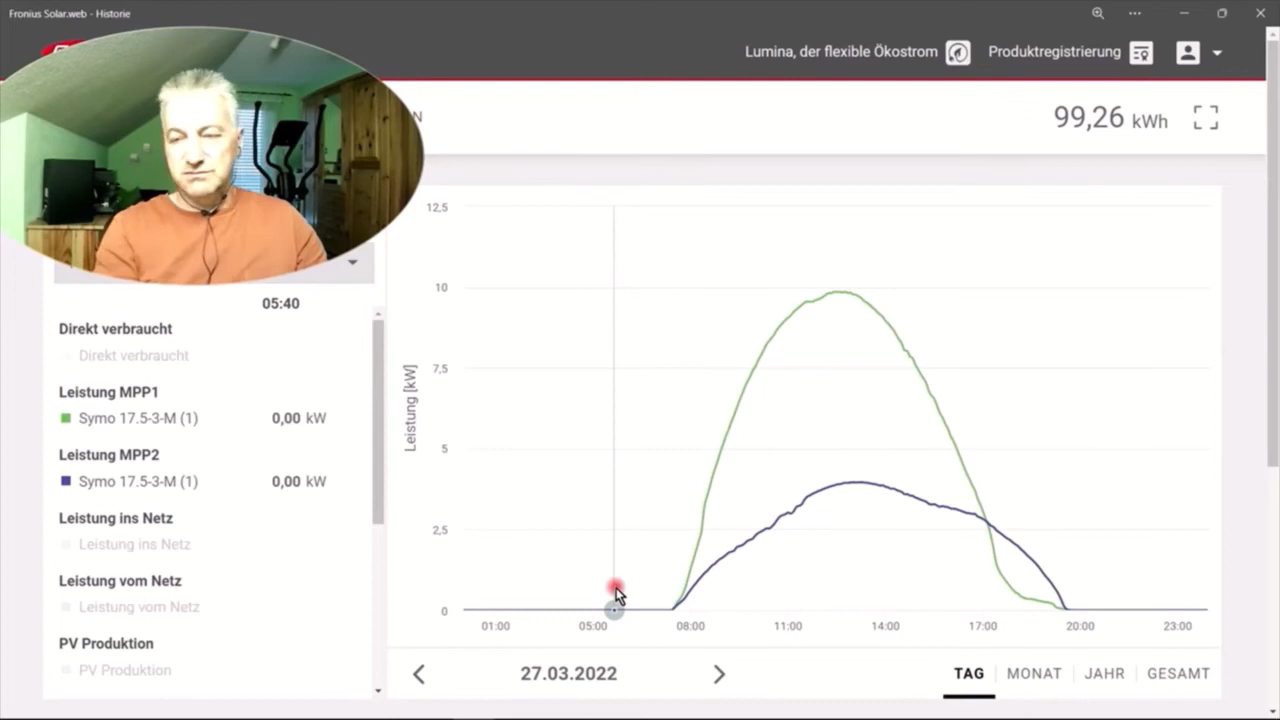 Fronius Solar.web - Historie
Lumina, der flexible Ökostrom
Produktregistrierung
N
99,26 kWh
05:40
Direkt verbraucht
Direkt verbraucht
Leistung MPP1
Symo 17.5-3-M (1) 0,00 kW
Leistung MPP2
Symo 17.5-3-M (1) 0,00 kW
Leistung ins Netz
Leistung ins Netz
Leistung vom Netz
Leistung vom Netz
PV Produktion
PV Produktion
Leistung [kW]
12,5
10
7,5
5
2,5
0
01:00 05:00 08:00 11:00 14:00 17:00 20:00 23:00
27.03.2022
TAG MONAT JAHR GESAMT